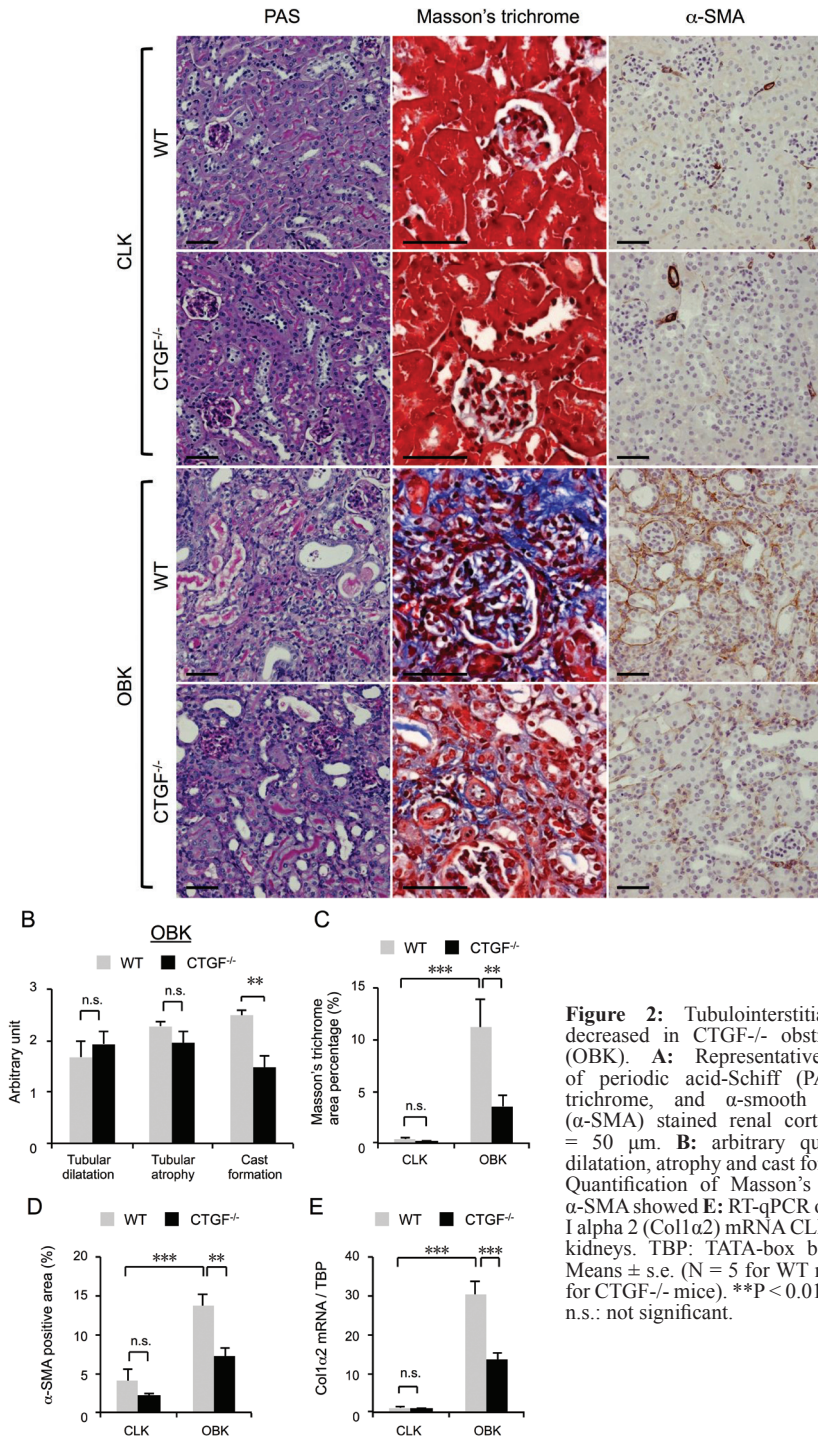 PAS
Masson's trichrome
α-SMA
CLK
WT
CTGF-/-
OBK
WT
CTGF-/-
B
OBK
WT
CTGF-/-
Arbitrary unit
3
2
1
0
n.s.
n.s.
**
Tubular dilatation
Tubular atrophy
Cast formation
C
WT
CTGF-/-
Masson's trichrome area percentage (%)
15
10
5
0
***
**
n.s.
CLK
OBK
D
WT
CTGF-/-
α-SMA positive area (%)
20
15
10
5
0
***
**
n.s.
CLK
OBK
E
WT
CTGF-/-
Col1α2 mRNA / TBP
40
30
20
10
0
***
***
n.s.
CLK
OBK
Figure 2: Tubulointerstitia
decreased in CTGF-/- obst
(OBK). A: Representative
of periodic acid-Schiff (PA
trichrome, and α-smooth
(α-SMA) stained renal cort
= 50 μm. B: arbitrary qu
dilatation, atrophy and cast fo
Quantification of Masson's
α-SMA showed E: RT-qPCR
I alpha 2 (Col1α2) mRNA CL
kidneys. TBP: TATA-box b
Means ± s.e. (N = 5 for WT
for CTGF-/- mice). **P < 0.01
n.s.: not significant.